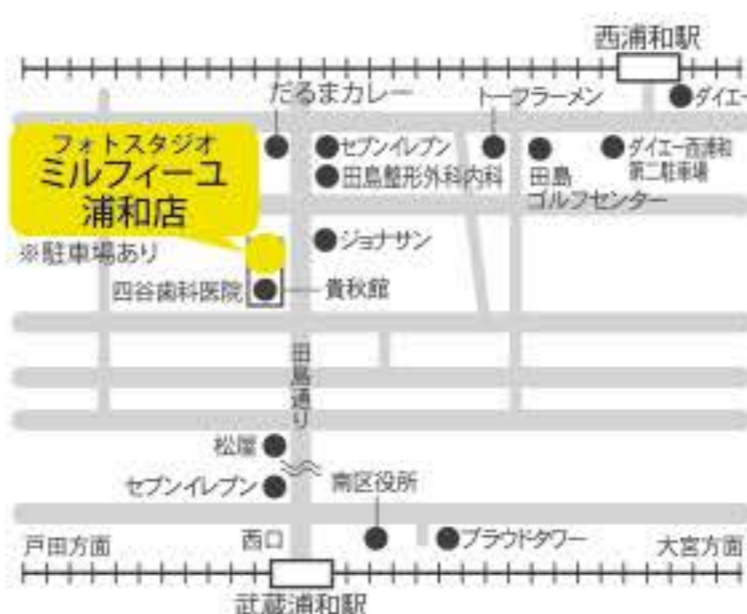 西浦和駅
だるまカレー
トーフラーメン
ダイエー
フォトスタジオ
ミルフィーユ
浦和店
セブンイレブン
田島整形外科内科
田島
ゴルフセンター
ダイエー西浦和
第二駐車場
※駐車場あり
ジョナサン
四谷歯科医院
貴秋館
田島通り
松屋
セブンイレブン
南区役所
戸田方面
西口
プラウドタワー
大宮方面
武蔵浦和駅